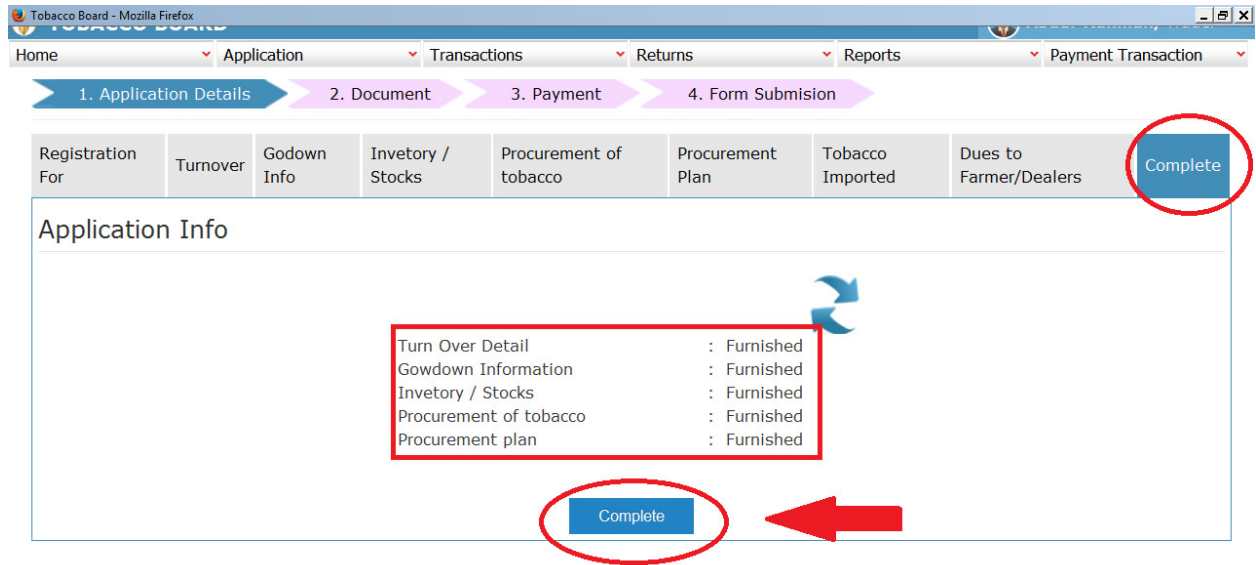 Tobacco Board - Mozilla Firefox
TOBACCO BOARD
Home Application Transactions Returns Reports Payment Transaction
1. Application Details 2. Document 3. Payment 4. Form Submision
Registration For Turnover Godown Info Invetory / Stocks Procurement of tobacco Procurement Plan Tobacco Imported Dues to Farmer/Dealers Complete
Application Info
Turn Over Detail : Furnished
Gowdown Information : Furnished
Invetory / Stocks : Furnished
Procurement of tobacco : Furnished
Procurement plan : Furnished
Complete